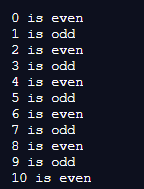 0 is even
1 is odd
2 is even
3 is odd
4 is even
5 is odd
6 is even
7 is odd
8 is even
9 is odd
10 is even